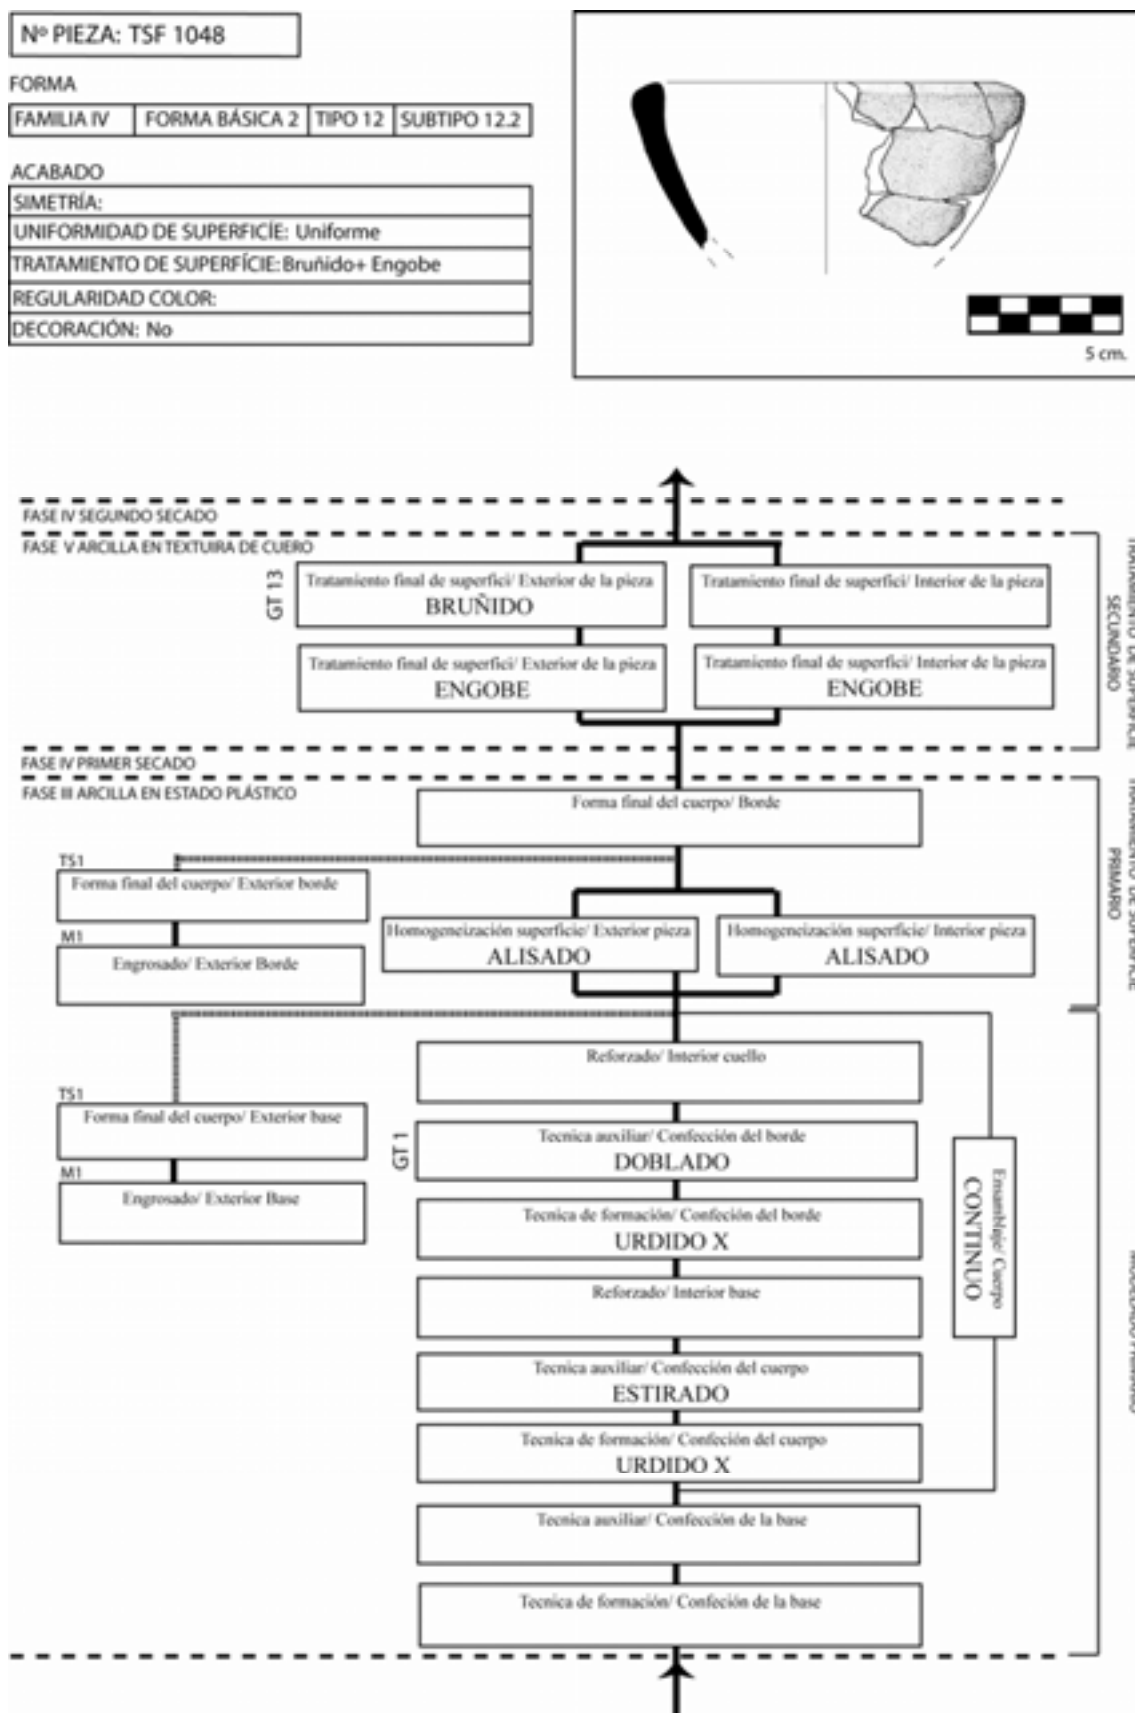 Nº PIEZA: TSF 1048
FORMA
FAMILIA IV FORMA BÁSICA 2 TIPO 12 SUBTIPO 12.2
ACABADO
SIMETRÍA:
UNIFORMIDAD DE SUPERFICÍE: Uniforme
TRATAMIENTO DE SUPERFÍCIE: Bruñido+ Engobe
REGULARIDAD COLOR:
DECORACIÓN: No
5 cm.
FASE IV SEGUNDO SECADO
FASE V ARCILLA EN TEXTUIRA DE CUERO
GT 13
Tratamiento final de superfici/ Exterior de la pieza
BRUÑIDO
Tratamiento final de superfici/ Interior de la pieza
Tratamiento final de superfici/ Exterior de la pieza
ENGOBE
Tratamiento final de superfici/ Interior de la pieza
ENGOBE
TRATAMIENTO DE SUPERFICIE
SECUNDARIO
FASE IV PRIMER SECADO
FASE III ARCILLA EN ESTADO PLÁSTICO
Forma final del cuerpo/ Borde
TS1
Forma final del cuerpo/ Exterior borde
M1
Engrosado/ Exterior Borde
Homogeneización superficie/ Exterior pieza
ALISADO
Homogeneización superficie/ Interior pieza
ALISADO
TRATAMIENTO DE SUPERFICIE
PRIMARIO
Reforzado/ Interior cuello
TS1
Forma final del cuerpo/ Exterior base
M1
Engrosado/ Exterior Base
GT 1
Tecnica auxiliar/ Confección del borde
DOBLADO
Tecnica de formación/ Confeción del borde
URDIDO X
Reforzado/ Interior base
Tecnica auxiliar/ Confección del cuerpo
ESTIRADO
Tecnica de formación/ Confeción del cuerpo
URDIDO X
Ensamblaje/ Cuerpo
CONTINUO
Tecnica auxiliar/ Confección de la base
Tecnica de formación/ Confeción de la base